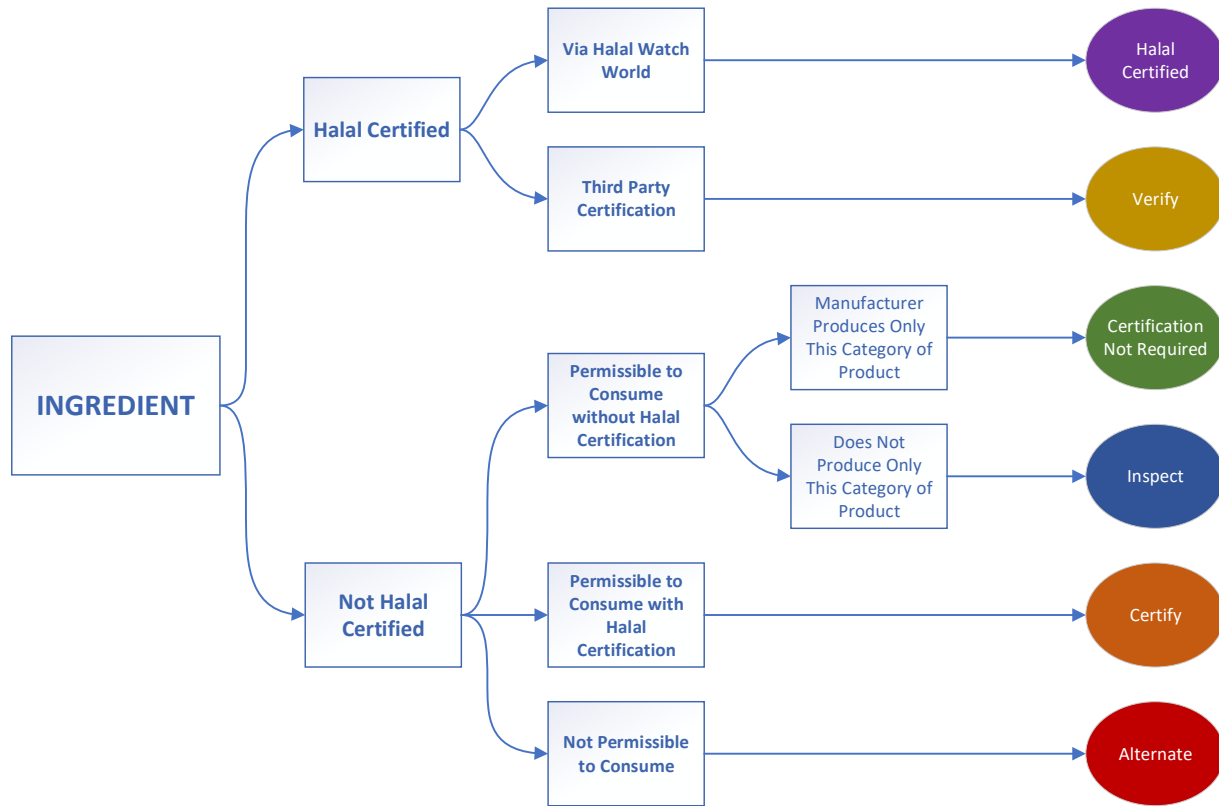 Via Halal Watch
World
Halal
Certified
Halal Certified
Third Party
Certification
Verify
Manufacturer
Produces Only
This Category of
Product
Certification
Not Required
INGREDIENT
Permissible to
Consume
without Halal
Certification
Does Not
Produce Only
This Category of
Product
Inspect
Not Halal
Certified
Permissible to
Consume with
Halal
Certification
Certify
Not Permissible
to Consume
Alternate